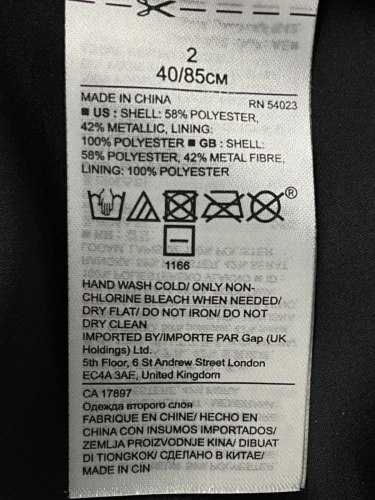 2
40/85см
MADE IN CHINA RN 54023
■ US : SHELL: 58% POLYESTER,
42% METALLIC, LINING:
100% POLYESTER ■ GB : SHELL:
58% POLYESTER, 42% METAL FIBRE,
LINING: 100% POLYESTER
®
1166
HAND WASH COLD/ ONLY NON-
CHLORINE BLEACH WHEN NEEDED/
DRY FLAT/ DO NOT IRON/ DO NOT
DRY CLEAN
IMPORTED BY/IMPORTE PAR Gap (UK
Holdings) Ltd.
5th Floor, 6 St Andrew Street London
EC4A 3AE, United Kingdom
CA 17897
Одежда второго слоя
FABRIQUE EN CHINE/ HECHO EN
CHINA CON INSUMOS IMPORTADOS/
ZEMLJA PROIZVODNJE KINA/ DIBUAT
DI TIONGKOK/ СДЕЛАНО В КИТАЕ/
MADE IN CIN